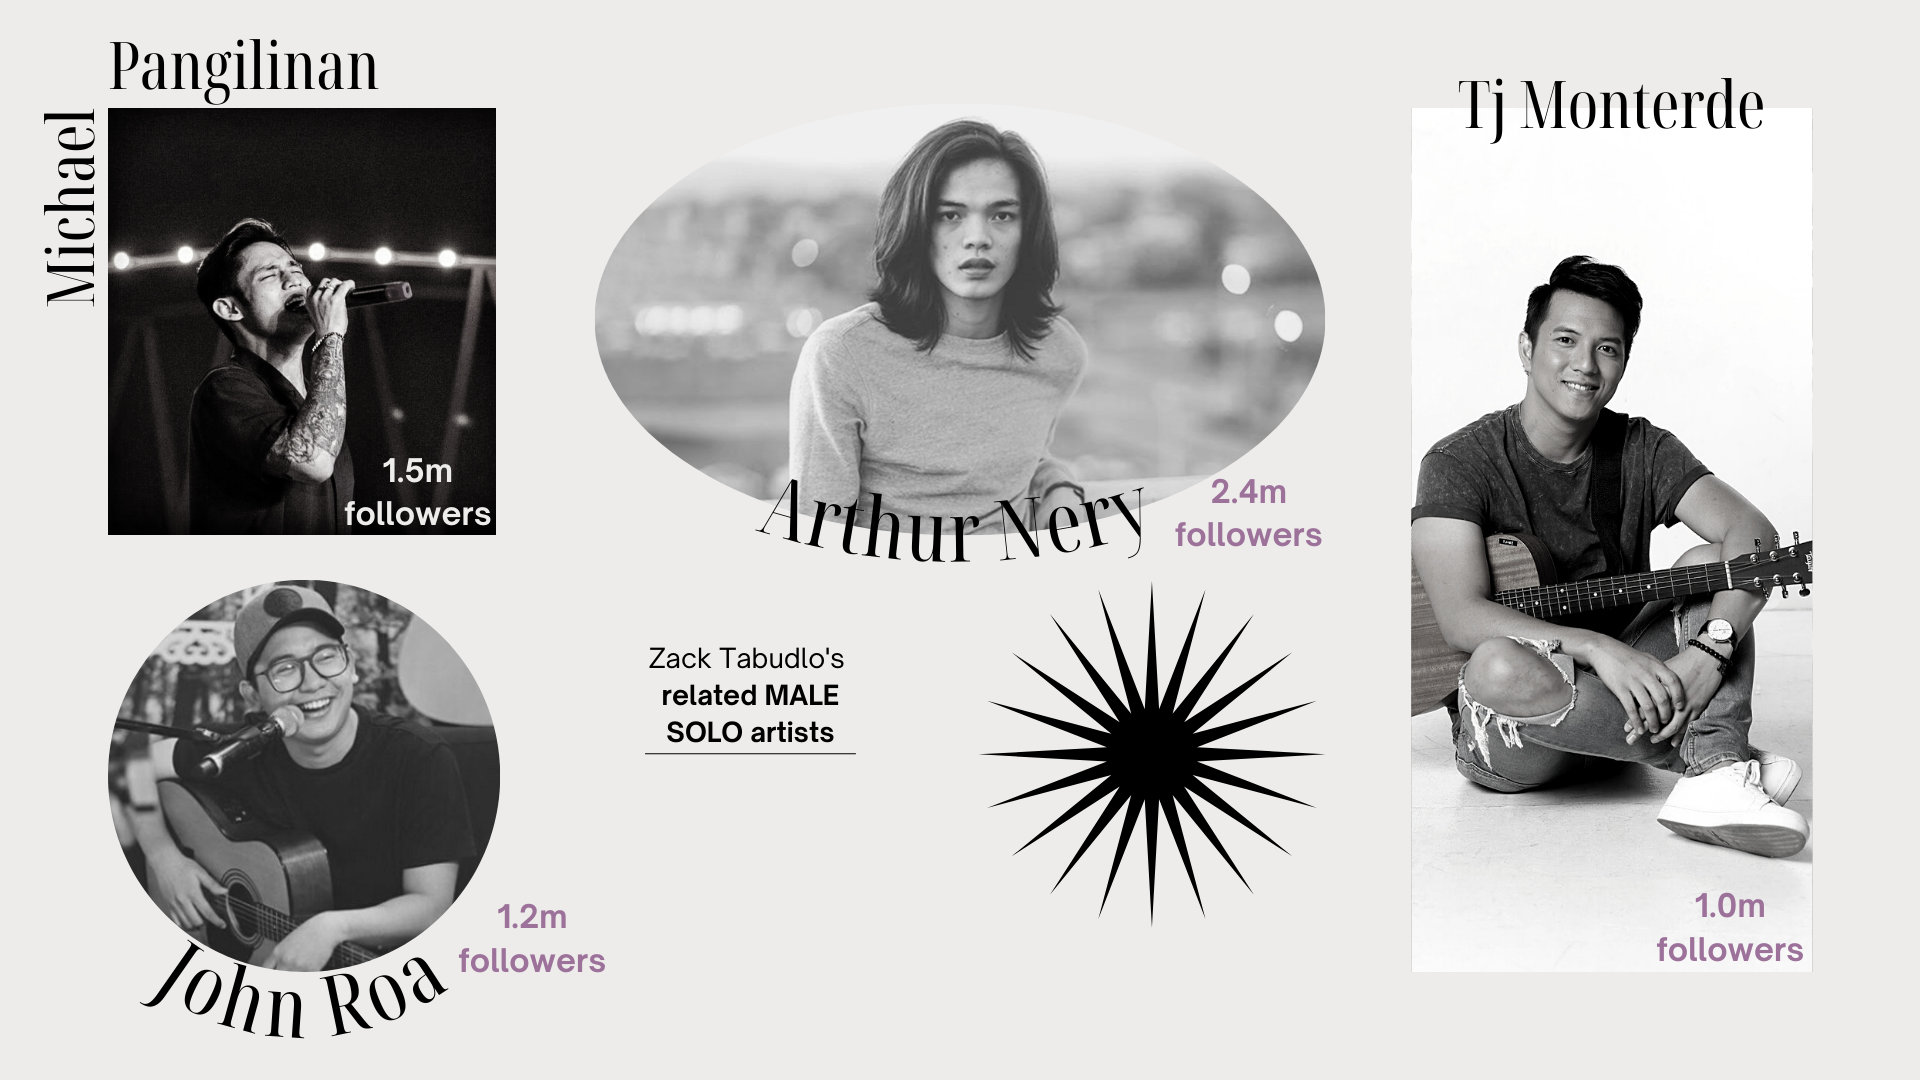 Pangilinan
Michael
1.5m
followers
Arthur Nery
2.4m
followers
Tj Monterde
1.0m
followers
John Roa
1.2m
followers
Zack Tabudlo's
related MALE
SOLO artists